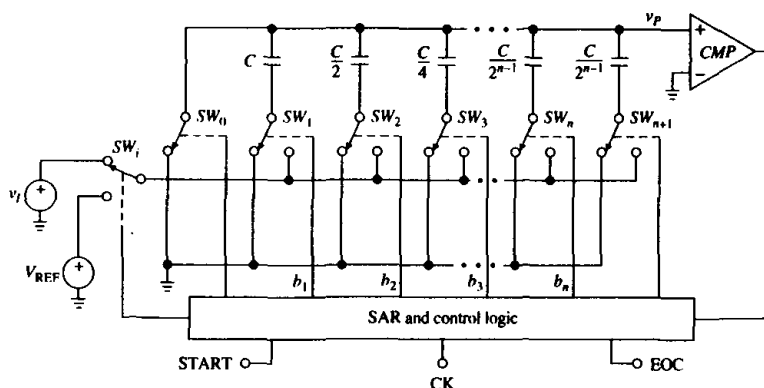 v_P
C
C/2
C/4
C/2^{n-1}
C/2^{n-1}
+
−
CMP
SW_0
SW_1
SW_2
SW_3
SW_n
SW_{n+1}
SW_i
v_I
+
V_REF
+
b_1
b_2
b_3
b_n
SAR and control logic
START
CK
EOC